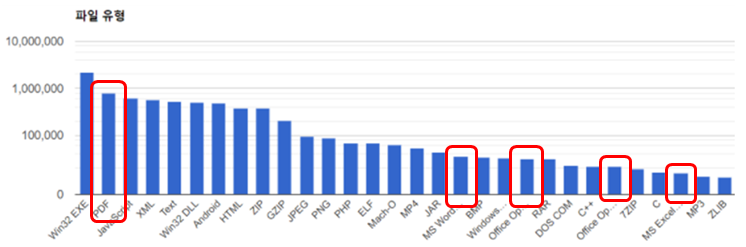 파일 유형
10,000,000
1,000,000
100,000
0
Win32 EXE
PDF
JavaScript
XML
Text
Win32 DLL
Android
HTML
ZIP
GZIP
JPEG
PNG
PHP
ELF
Mach-O
MP4
JAR
MS Word...
BMP
Windows...
Office Op...
RAR
DOS COM
C++
Office Op...
7ZIP
C
MS Excel...
MP3
ZLIB